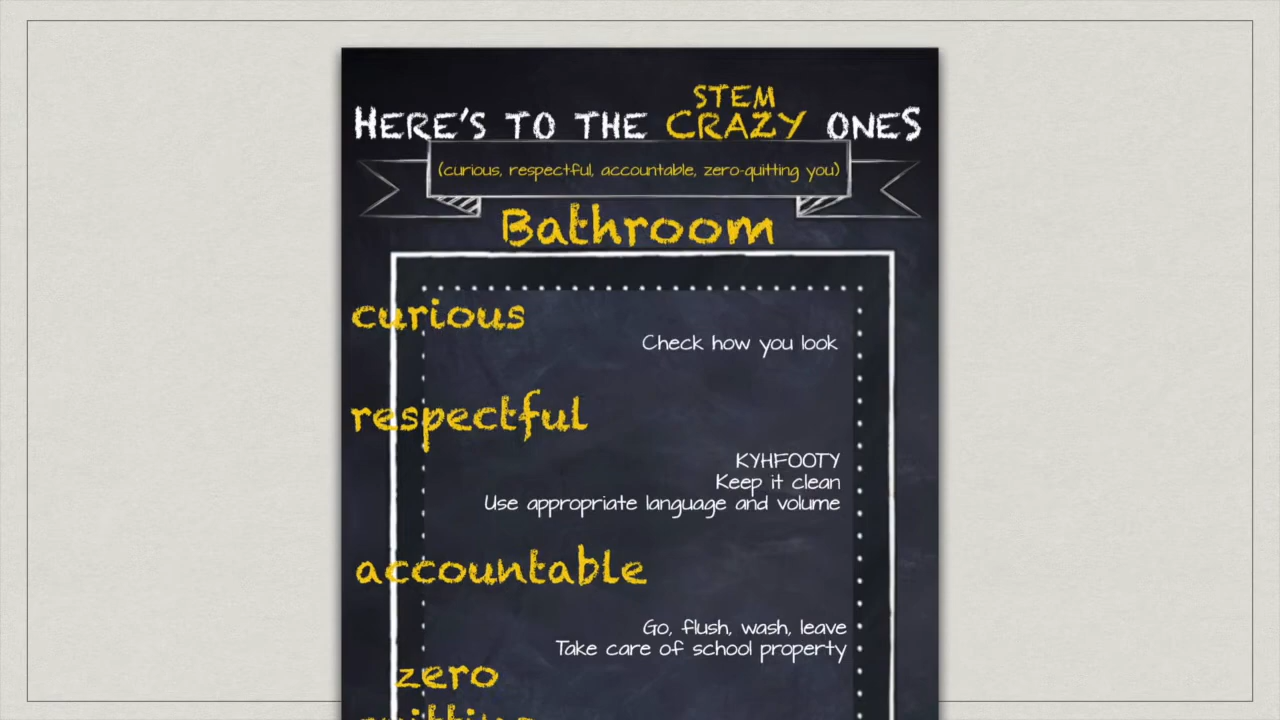 STEM
HERE'S TO THE CRAZY ONES
(curious, respectful, accountable, zero-quitting you)
Bathroom
curious
Check how you look
respectful
KYHFOOTY
Keep it clean
Use appropriate language and volume
accountable
Go, flush, wash, leave
Take care of school property
zero